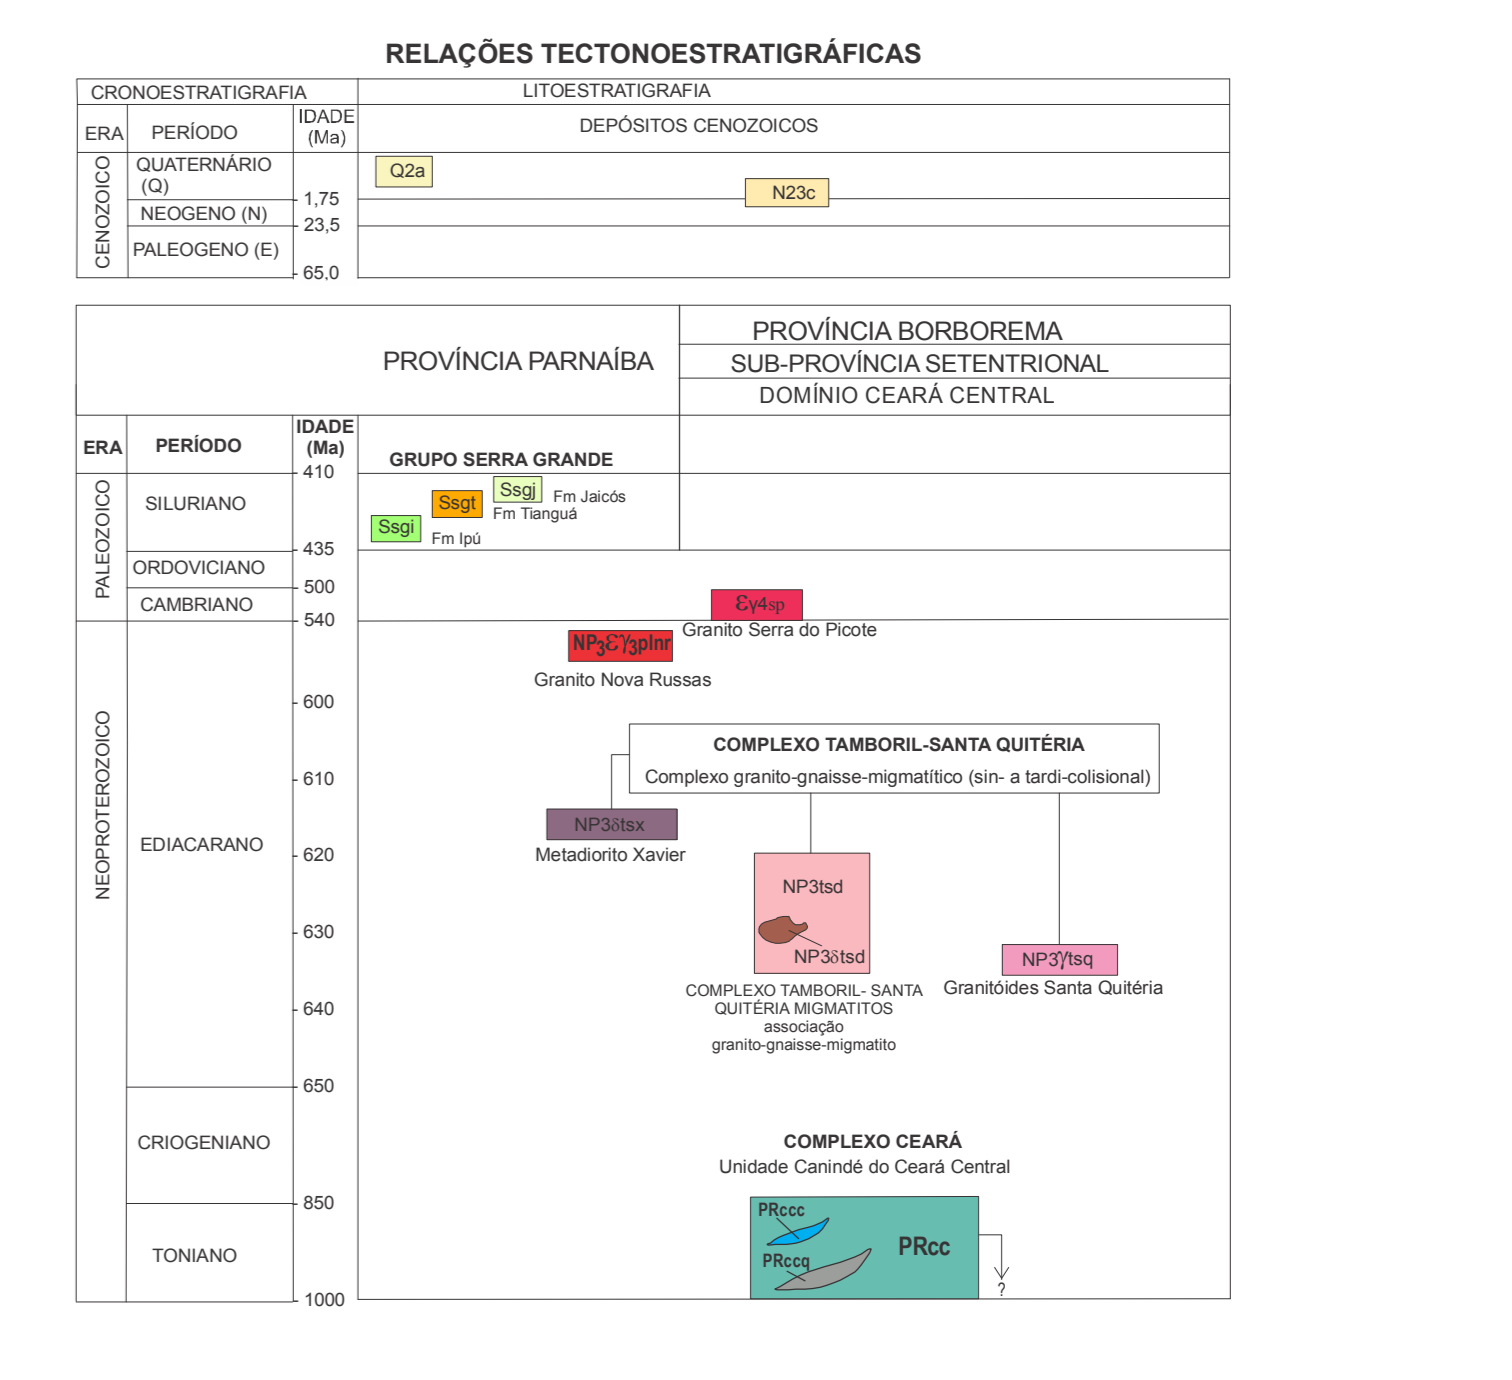 RELAÇÕES TECTONOESTRATIGRÁFICAS
CRONOESTRATIGRAFIA
LITOESTRATIGRAFIA
ERA
PERÍODO
IDADE
(Ma)
DEPÓSITOS CENOZOICOS
CENOZOICO
QUATERNÁRIO
(Q)
Q2a
N23c
1,75
NEOGENO (N)
23,5
PALEOGENO (E)
65,0
PROVÍNCIA PARNAÍBA
PROVÍNCIA BORBOREMA
SUB-PROVÍNCIA SETENTRIONAL
DOMÍNIO CEARÁ CENTRAL
ERA
PERÍODO
IDADE
(Ma)
GRUPO SERRA GRANDE
410
PALEOZOICO
SILURIANO
Ssgj
Fm Jaicós
Ssgt
Fm Tianguá
Ssgi
Fm Ipú
435
ORDOVICIANO
500
CAMBRIANO
Ɛγ4sp
540
Granito Serra do Picote
NP3Ɛγ3plnr
Granito Nova Russas
600
NEOPROTEROZOICO
COMPLEXO TAMBORIL-SANTA QUITÉRIA
Complexo granito-gnaisse-migmatítico (sin- a tardi-colisional)
610
NP3δtsx
Metadiorito Xavier
EDIACARANO
620
NP3tsd
630
NP3δtsd
NP3γtsq
Granitóides Santa Quitéria
COMPLEXO TAMBORIL- SANTA
QUITÉRIA MIGMATITOS
associação
granito-gnaisse-migmatito
640
650
CRIOGENIANO
COMPLEXO CEARÁ
Unidade Canindé do Ceará Central
850
PRccc
PRcc
TONIANO
PRccq
?
1000